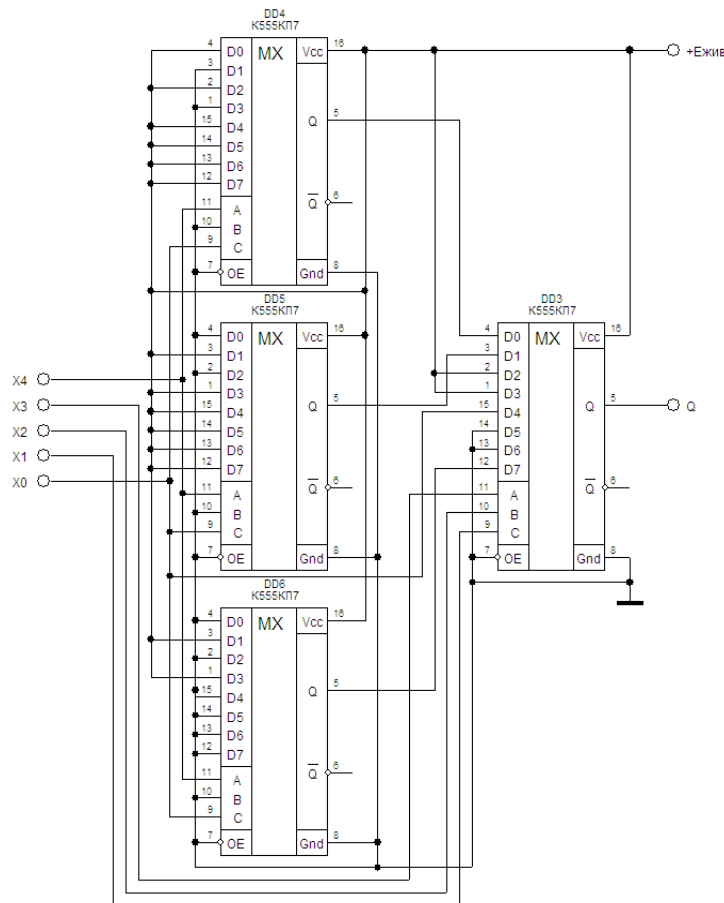 DD4
К555КП7
4 D0 MX Vcc 16
3 D1
2 D2
1 D3
15 D4 Q 5
14 D5
13 D6
12 D7
11 A Q 6
10 B
9 C
7 OE Gnd 8
+Ежив
DD5
К555КП7
4 D0 MX Vcc 16
3 D1
2 D2
1 D3
15 D4 Q 5
14 D5
13 D6
12 D7
11 A Q 6
10 B
9 C
7 OE Gnd 8
DD3
К555КП7
4 D0 MX Vcc 16
3 D1
2 D2
1 D3
15 D4 Q 5
14 D5
13 D6
12 D7
11 A Q 6
10 B
9 C
7 OE Gnd 8
Q
X4
X3
X2
X1
X0
DD6
К555КП7
4 D0 MX Vcc 16
3 D1
2 D2
1 D3
15 D4 Q 5
14 D5
13 D6
12 D7
11 A Q 6
10 B
9 C
7 OE Gnd 8